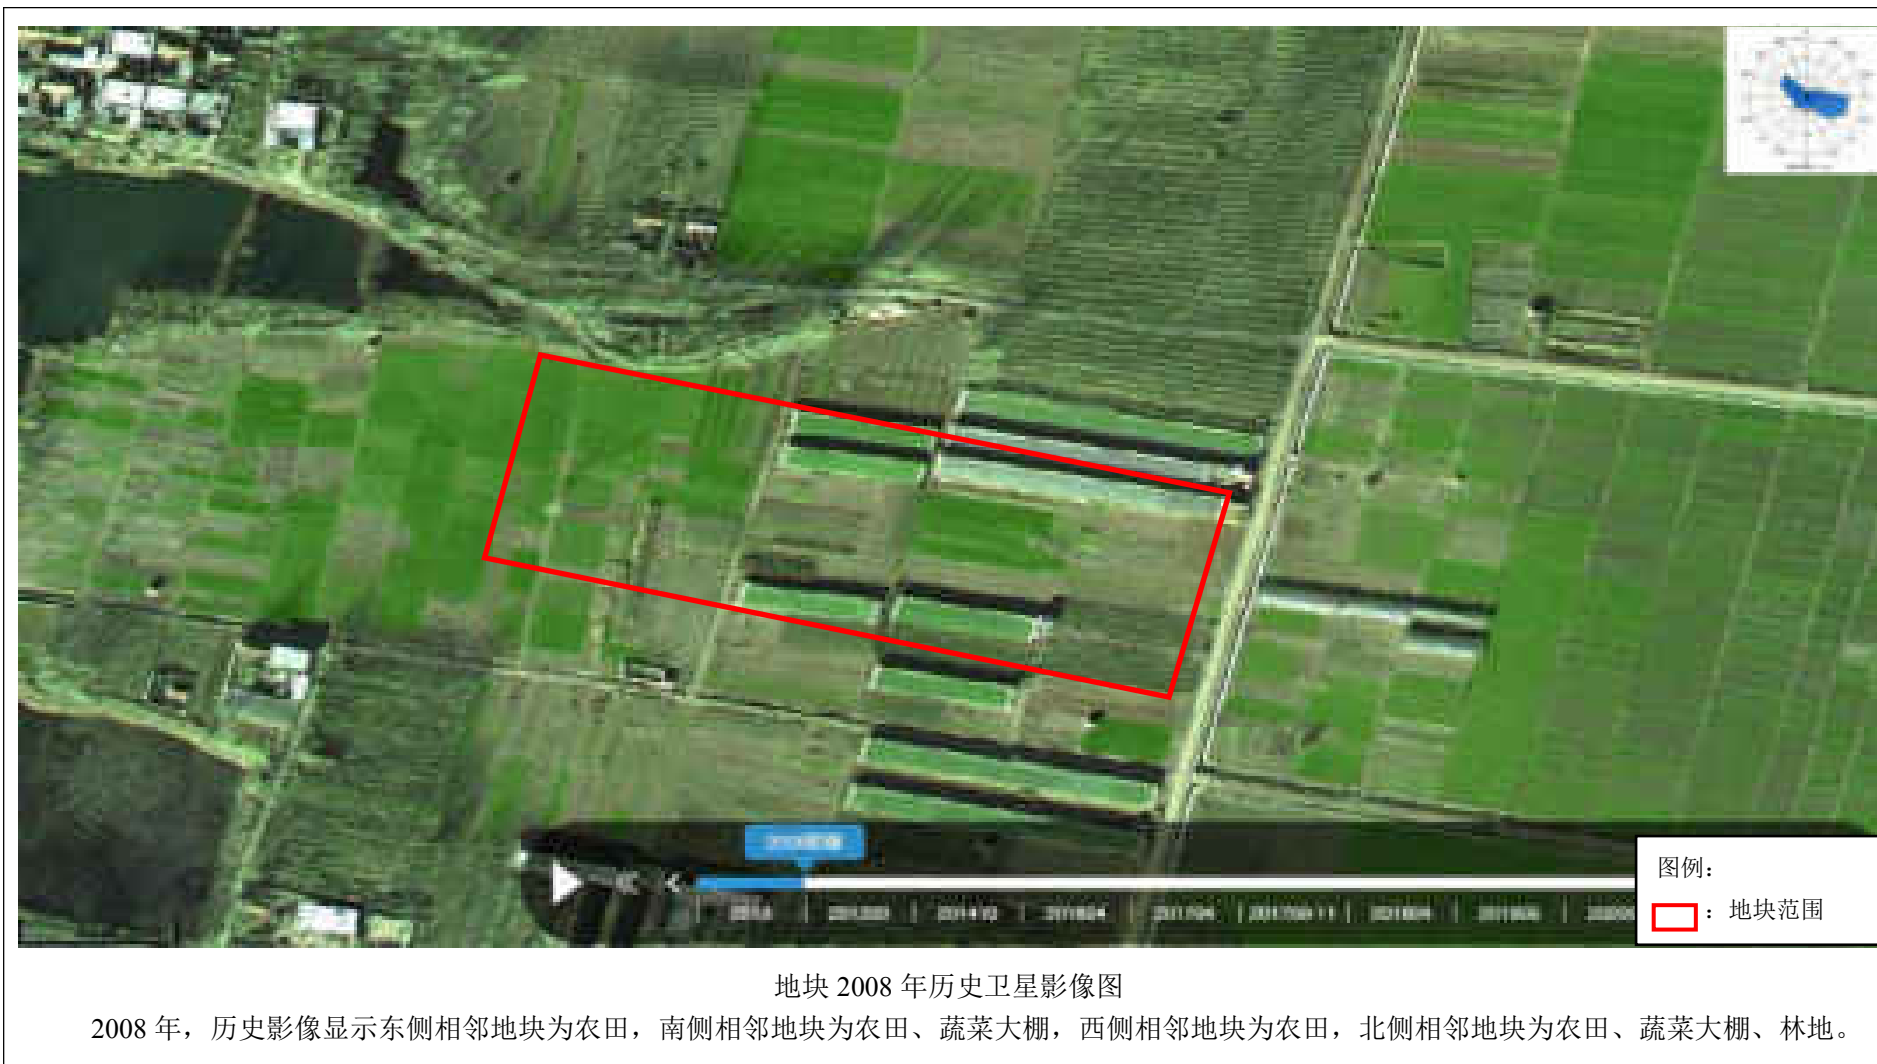 图例：
：地块范围
地块 2008 年历史卫星影像图
2008 年，历史影像显示东侧相邻地块为农田，南侧相邻地块为农田、蔬菜大棚，西侧相邻地块为农田，北侧相邻地块为农田、蔬菜大棚、林地。